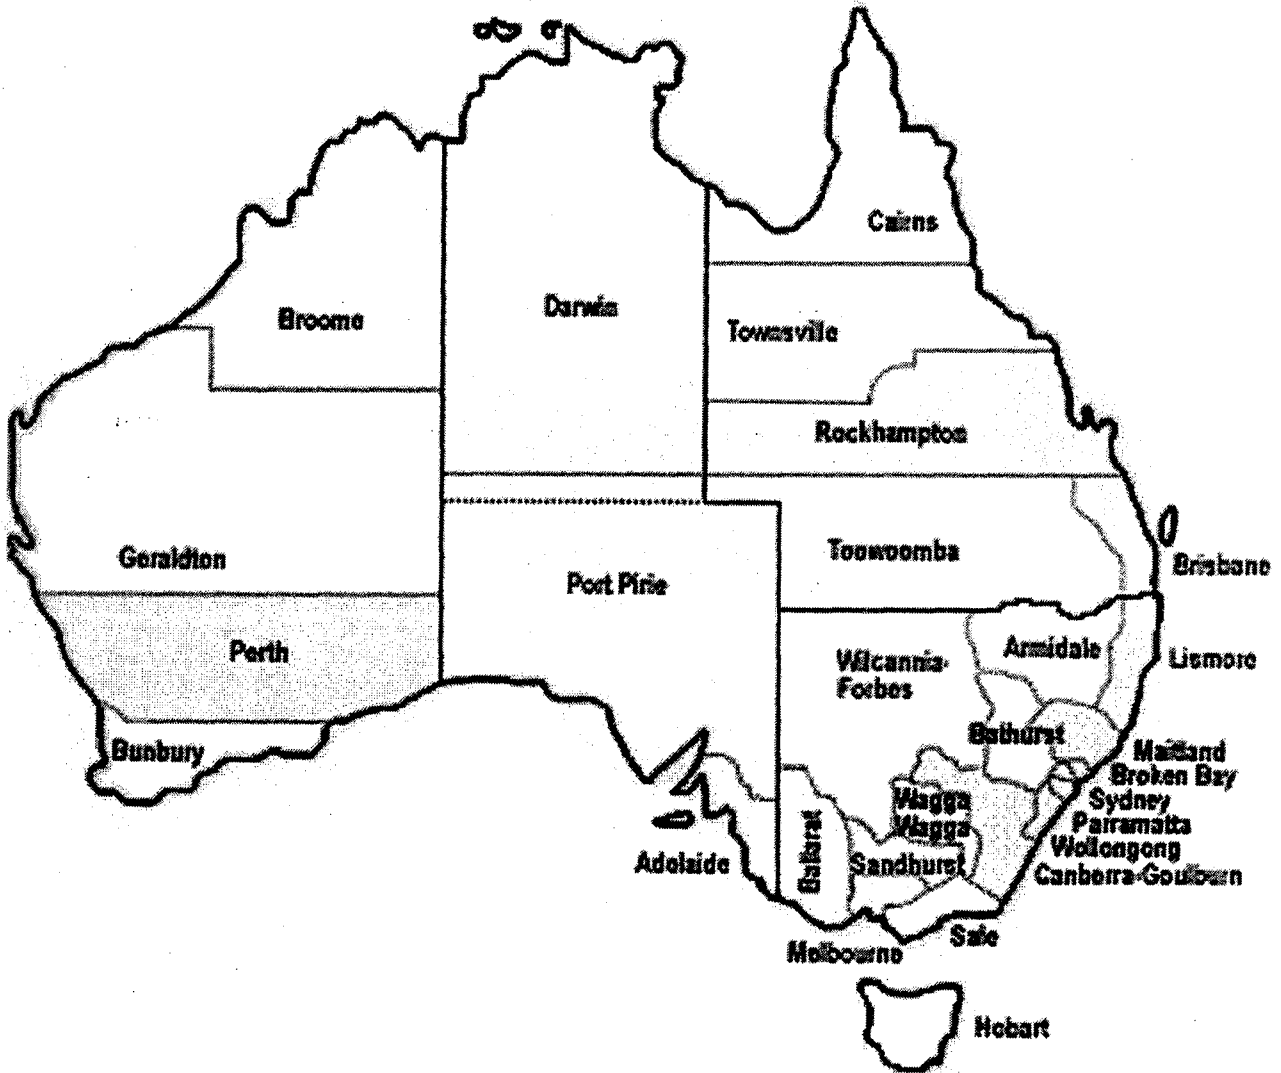 Cairns
Broome
Darwin
Townsville
Rockhampton
Geraldton
Port Pirie
Toowoomba
Brisbane
Perth
Wilcannia-
Forbes
Armidale
Lismore
Bunbury
Bathurst
Maitland
Broken Bay
Wagga
Wagga
Sydney
Parramatta
Wollongong
Canberra-Goulburn
Adelaide
Ballarat
Sandhurst
Melbourne
Sale
Hobart